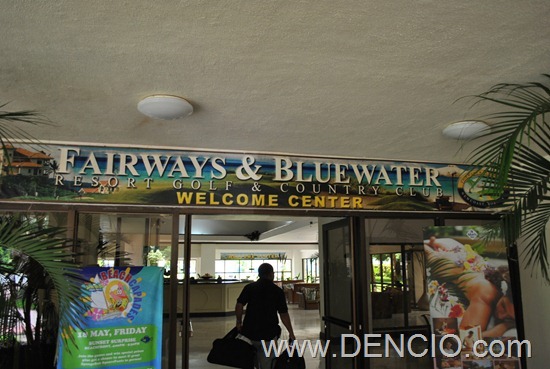 FAIRWAYS & BLUEWATER
RESORT GOLF & COUNTRY CLUB
WELCOME CENTER
MAY, FRIDAY
SUNSET SURPRISE
WWW.DENCIO.COM